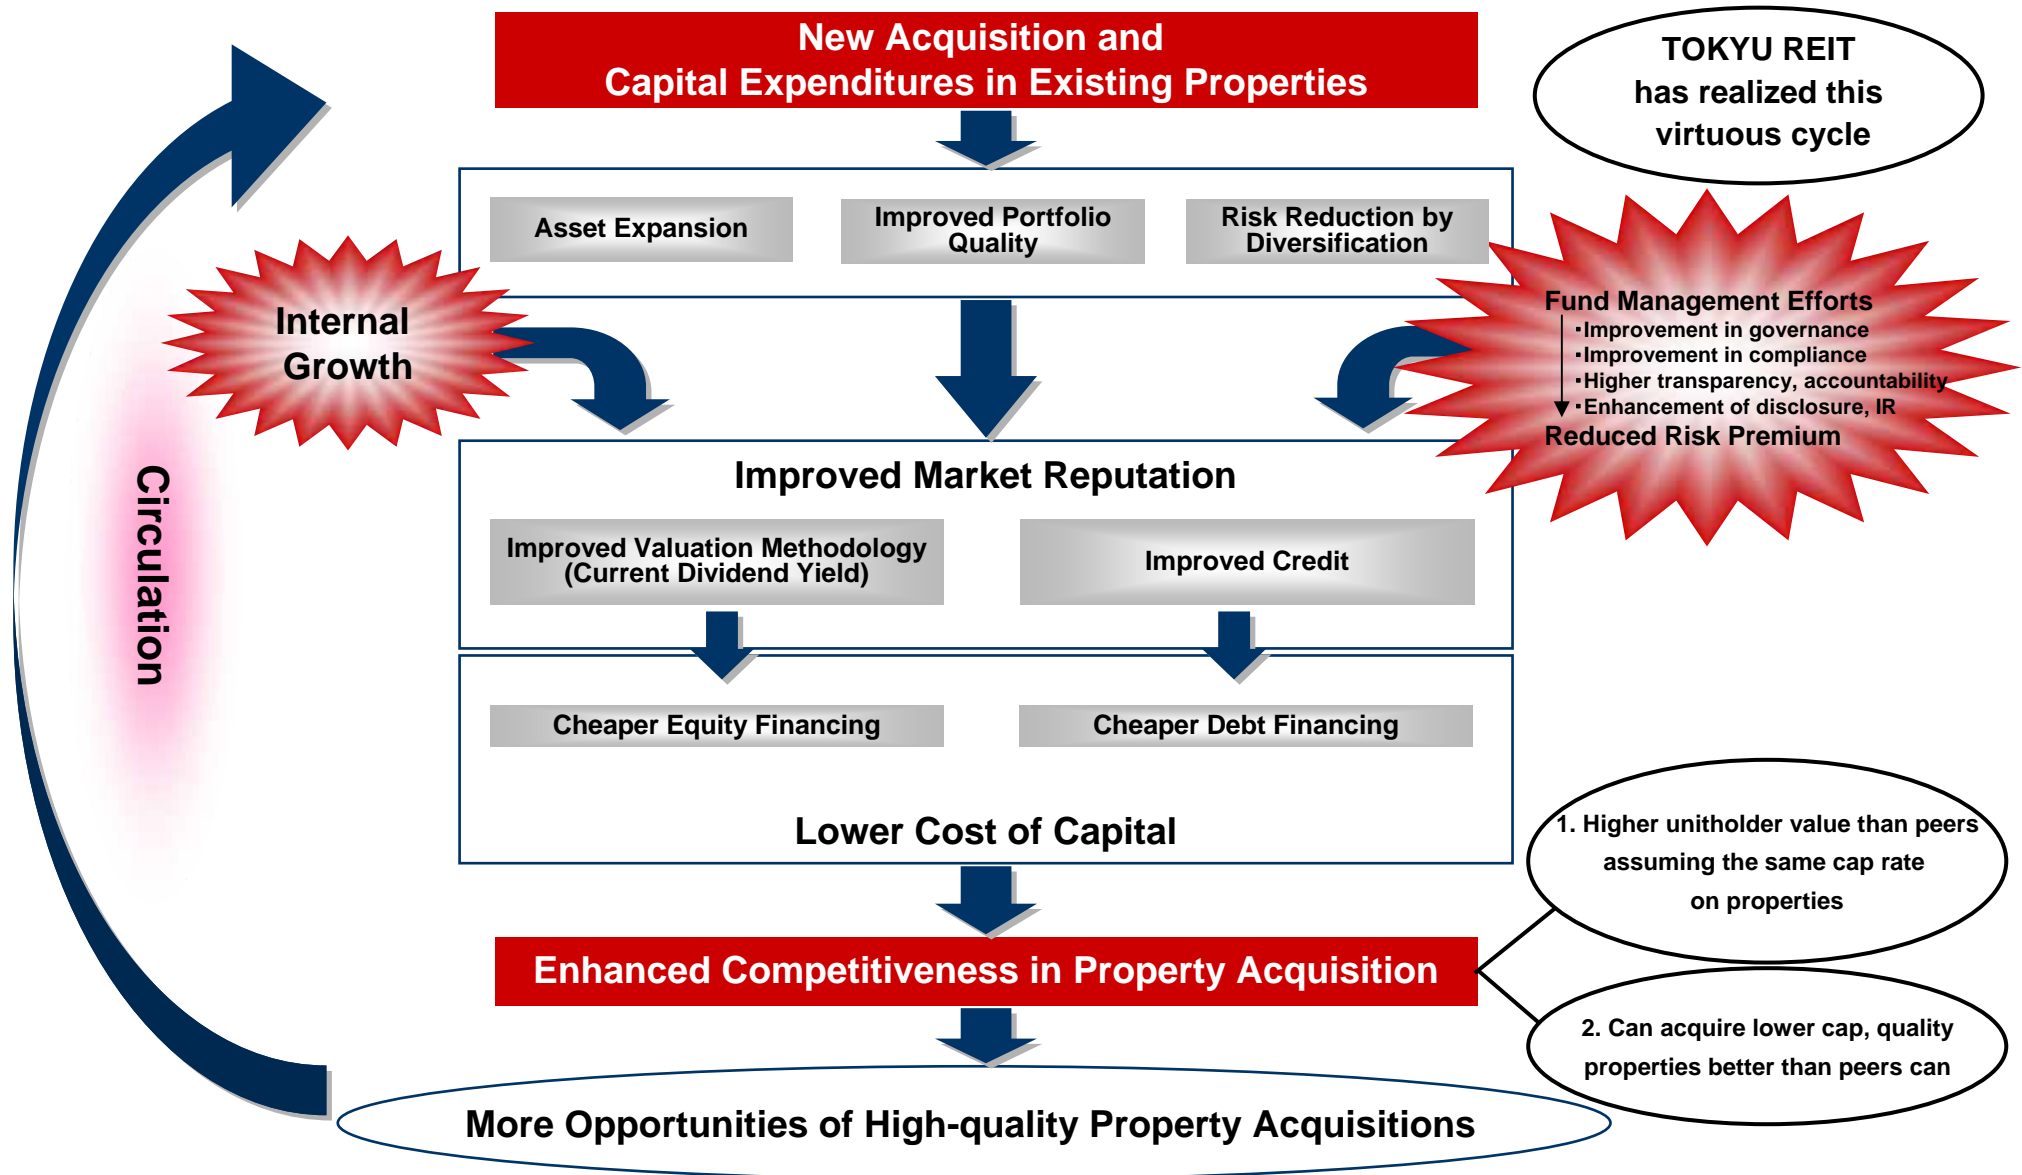 New Acquisition and
Capital Expenditures in Existing Properties
TOKYU REIT
has realized this
virtuous cycle
Asset Expansion
Improved Portfolio
Quality
Risk Reduction by
Diversification
Internal
Growth
Fund Management Efforts
・Improvement in governance
・Improvement in compliance
・Higher transparency, accountability
・Enhancement of disclosure, IR
Reduced Risk Premium
Circulation
Improved Market Reputation
Improved Valuation Methodology
(Current Dividend Yield)
Improved Credit
Cheaper Equity Financing
Cheaper Debt Financing
Lower Cost of Capital
1. Higher unitholder value than peers
assuming the same cap rate
on properties
Enhanced Competitiveness in Property Acquisition
2. Can acquire lower cap, quality
properties better than peers can
More Opportunities of High-quality Property Acquisitions